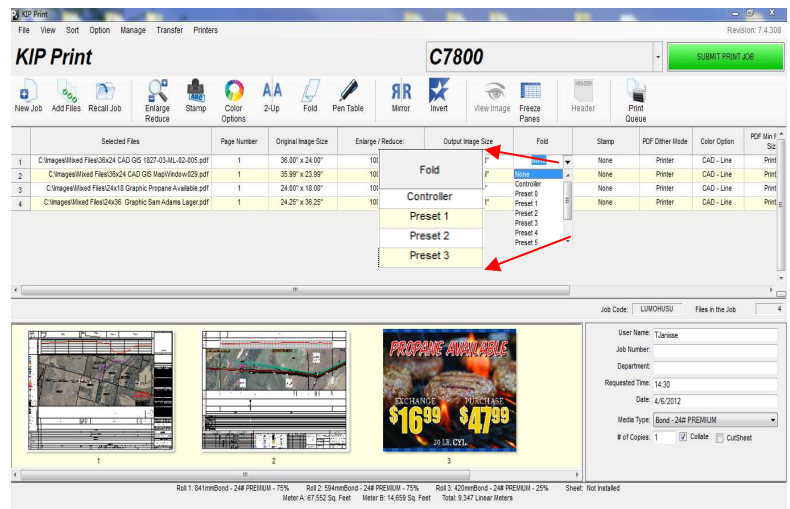 KIP Print
File View Sort Option Manage Transfer Printers Revision: 7.4.308
KIP Print C7800 SUBMIT PRINT JOB
New Job Add Files Recall Job Enlarge Reduce Stamp Color Options 2-Up Fold Pen Table Mirror Invert View Image Freeze Panes Header Print Queue
Selected Files Page Number Original Image Size Enlarge / Reduce: Output Image Size Fold Stamp PDF Dither Mode Color Option PDF Min
1 C:\Images\Mixed Files\36x24 CAD GIS 1827-03-ML-02-005.pdf 1 36.00" x 24.00" 100 None None Printer CAD - Line Print
2 C:\Images\Mixed Files\36x24 CAD GIS MapWindow029.pdf 1 35.99" x 23.99" 100 None Printer CAD - Line Print
3 C:\Images\Mixed Files\24x18 Graphic Propane Available.pdf 1 24.00" x 18.00" 100 None Printer CAD - Line Print
4 C:\Images\Mixed Files\24x36 Graphic Sam Adams Lager.pdf 1 24.25" x 36.25" 100 None Printer CAD - Line Print
Fold
Controller
Preset 1
Preset 2
Preset 3
None
Controller
Preset 0
Preset 1
Preset 2
Preset 3
Preset 4
Preset 5
Job Code: LUMOHUSU Files in the Job 4
PROPANE AVAILABLE
EXCHANGE PURCHASE
$16.99 $47.99
20 LB. CYL.
1 2 3
User Name: TJanisse
Job Number:
Department:
Requested Time: 14:30
Date: 4/6/2012
Media Type: Bond - 24# PREMIUM
# of Copies: 1 Collate CutSheet
Roll 1: 841mmBond - 24# PREMIUM - 75% Roll 2: 594mmBond - 24# PREMIUM - 75% Roll 3: 420mmBond - 24# PREMIUM - 25% Sheet: Not Installed
Meter A: 67,552 Sq. Feet Meter B: 14,659 Sq. Feet Total: 9,347 Linear Meters